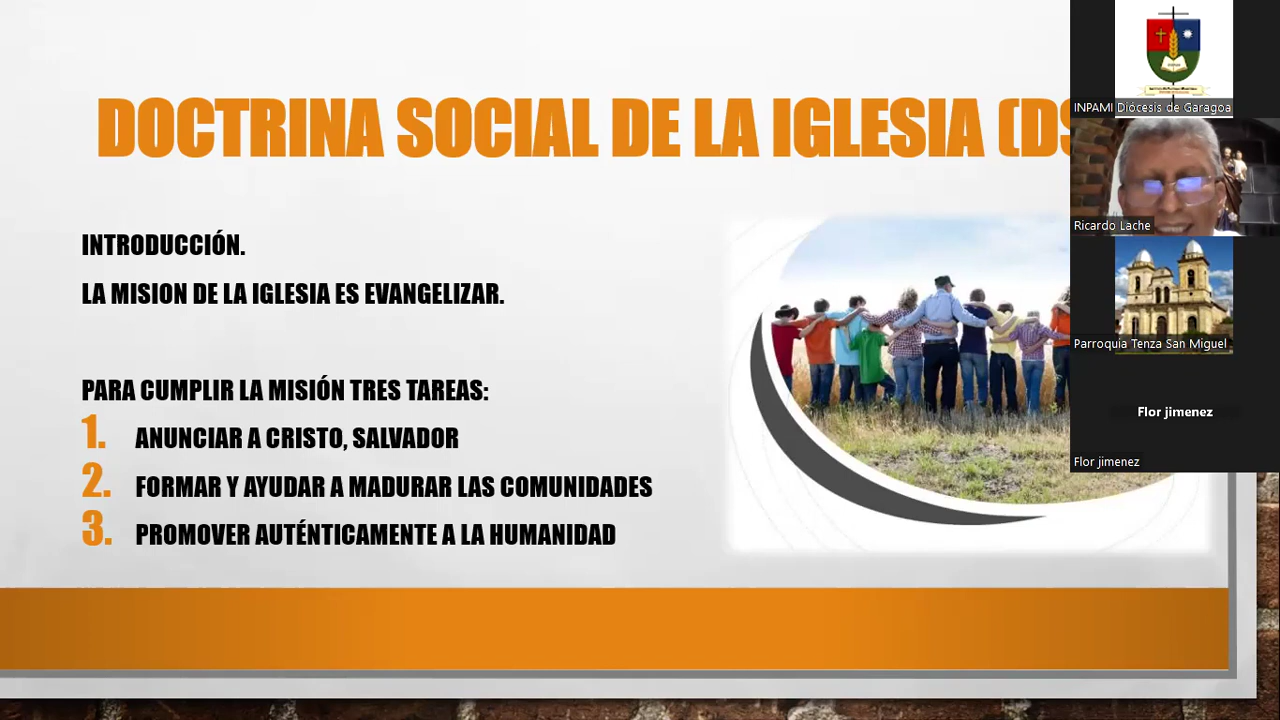 DOCTRINA SOCIAL DE LA IGLESIA (DS
INTRODUCCIÓN.
LA MISION DE LA IGLESIA ES EVANGELIZAR.
PARA CUMPLIR LA MISIÓN TRES TAREAS:
1. ANUNCIAR A CRISTO, SALVADOR
2. FORMAR Y AYUDAR A MADURAR LAS COMUNIDADES
3. PROMOVER AUTÉNTICAMENTE A LA HUMANIDAD
INPAMI Diócesis de Garagoa
Ricardo Lache
Parroquia Tenza San Miguel
Flor jimenez
Flor jimenez